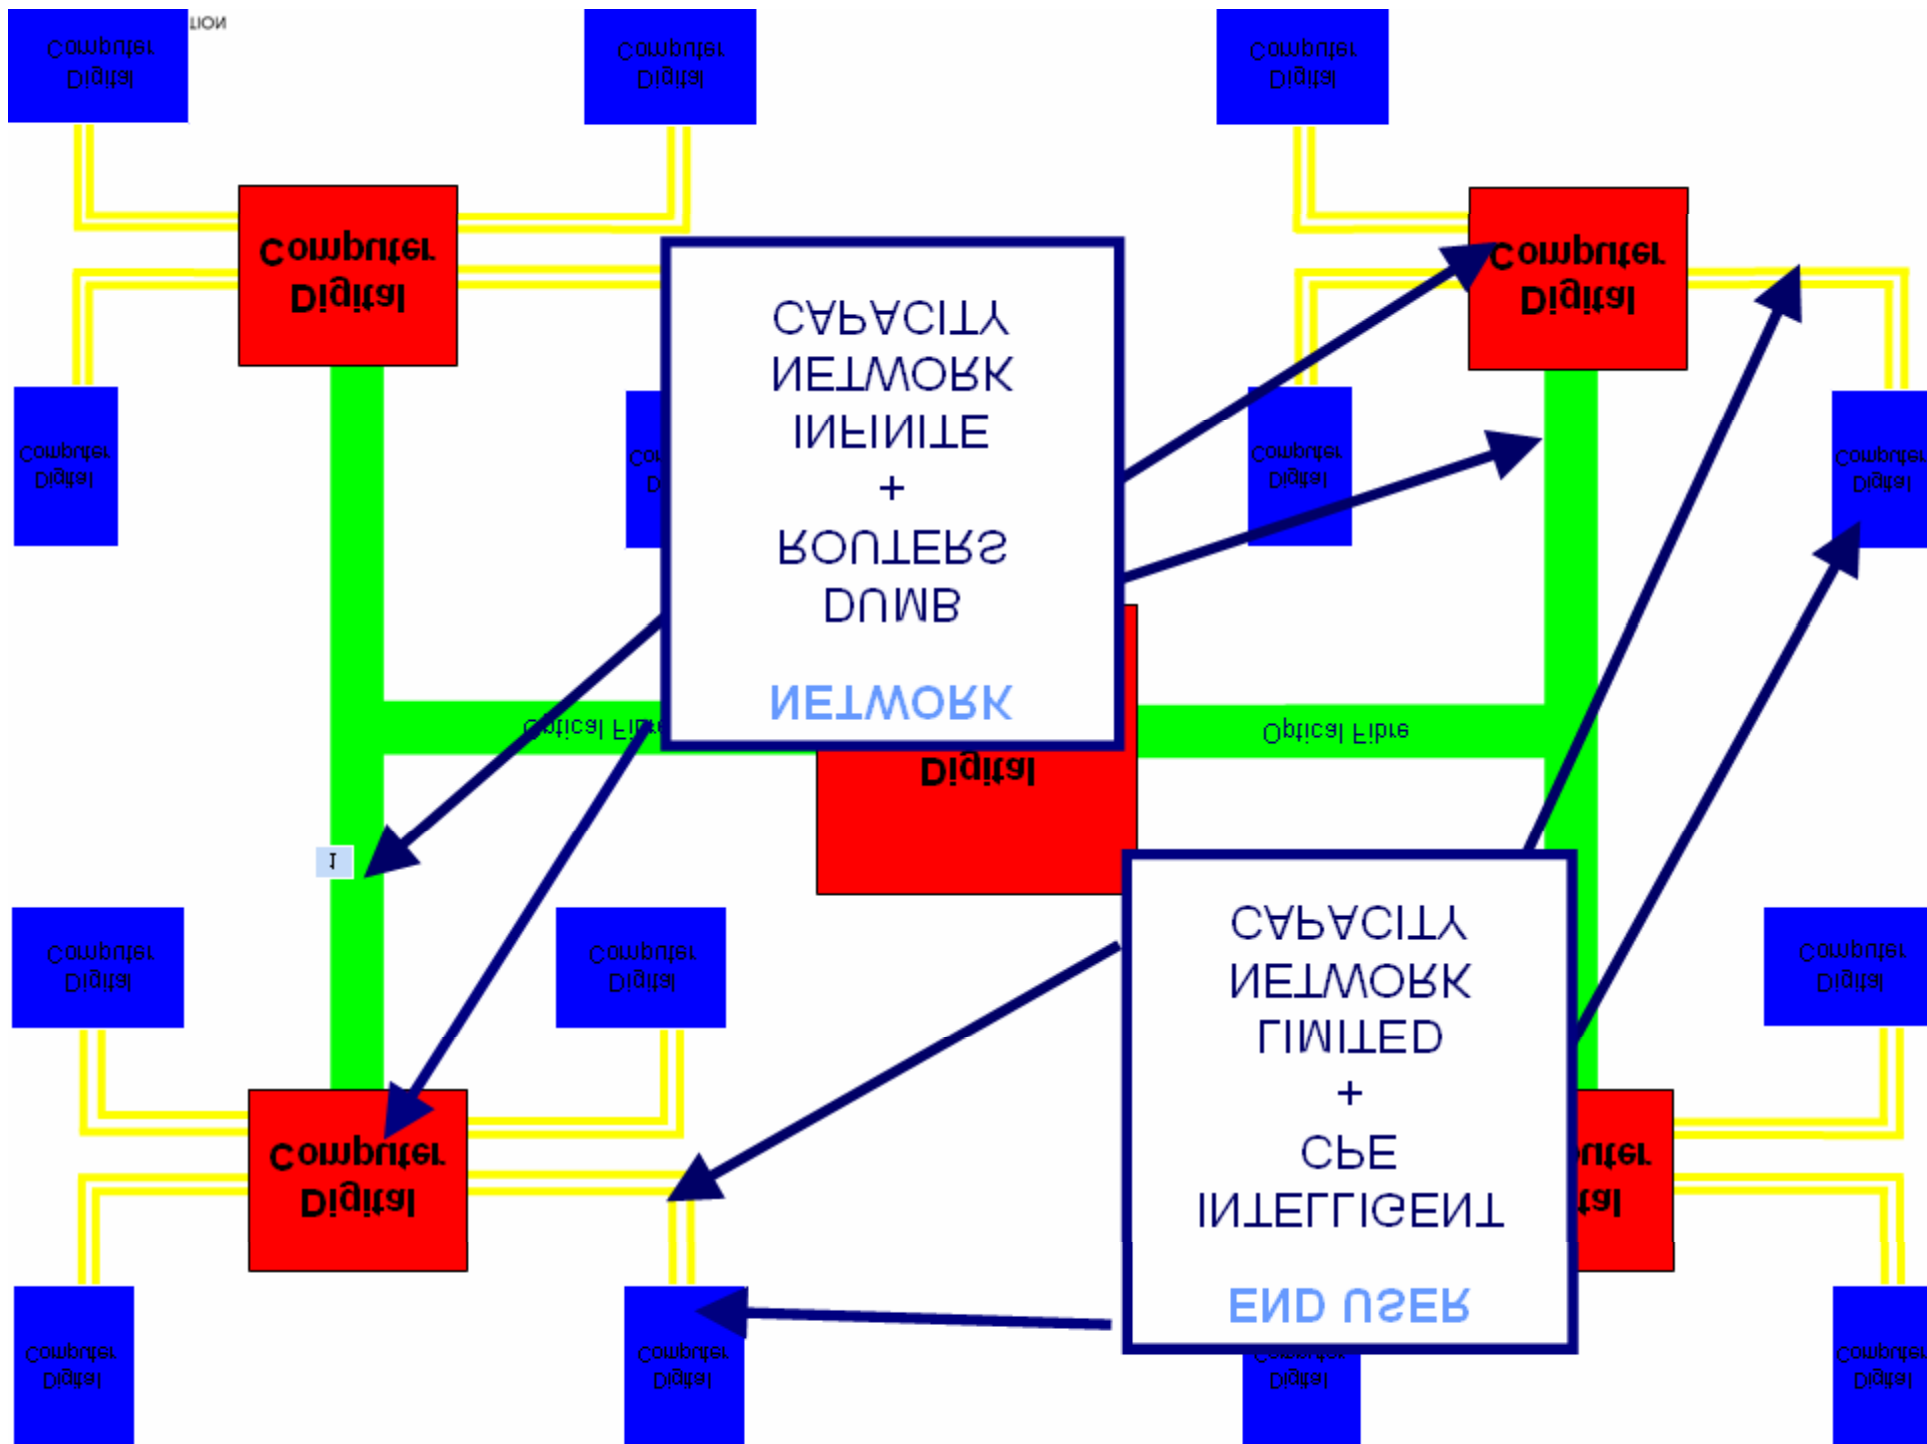 Digital
Computer
Digital
Computer
Digital
Computer
Digital
Computer
END USER
INTELLIGENT
CPE
+
LIMITED
NETWORK
CAPACITY
Digital
Computer
Digital
Computer
Digital
Computer
Digital
Computer
1
Digital
Optical Fibre
Optical Fibre
NETWORK
DUMB
ROUTERS
+
INFINITE
NETWORK
CAPACITY
Digital
Computer
Digital
Computer
Digital
Computer
Digital
Computer
Digital
Computer
Digital
Computer
Digital
Computer
Digital
Computer